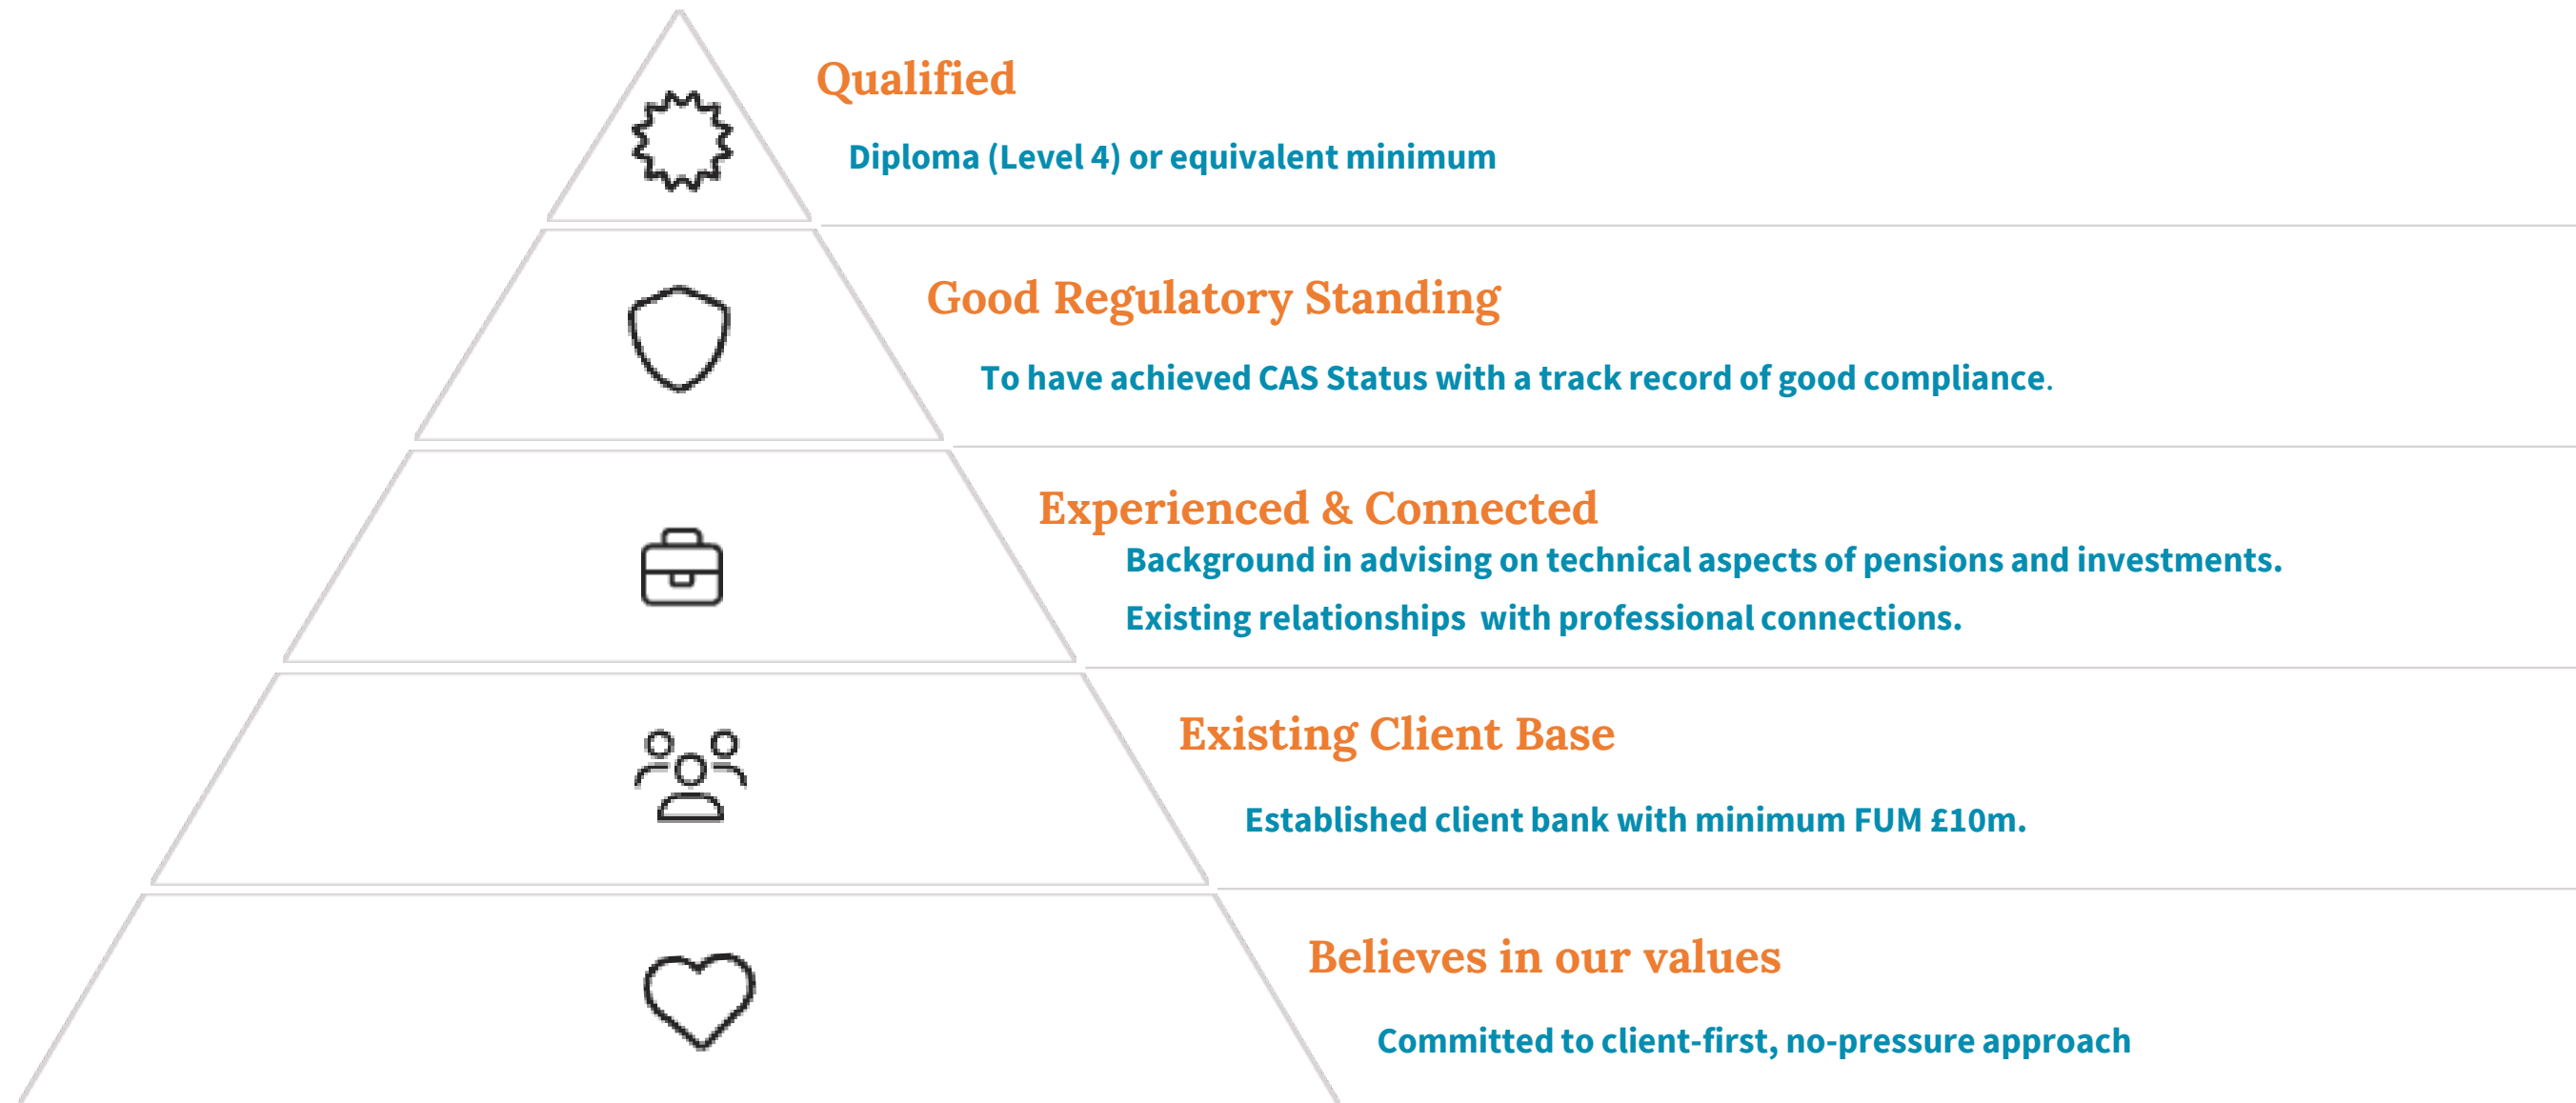 Qualified
Diploma (Level 4) or equivalent minimum
Good Regulatory Standing
To have achieved CAS Status with a track record of good compliance.
Experienced & Connected
Background in advising on technical aspects of pensions and investments.
Existing relationships  with professional connections.
Existing Client Base
Established client bank with minimum FUM £10m.
Believes in our values
Committed to client-first, no-pressure approach